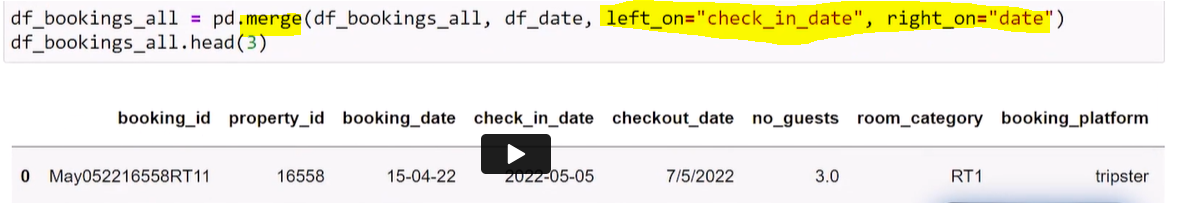 df_bookings_all = pd.merge(df_bookings_all, df_date, left_on="check_in_date", right_on="date")
df_bookings_all.head(3)
booking_id property_id booking_date check_in_date checkout_date no_guests room_category booking_platform
0 May052216558RT11 16558 15-04-22 2022-05-05 7/5/2022 3.0 RT1 tripster